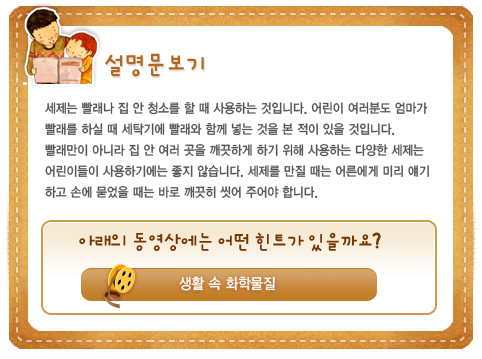 설명문보기
세제는 빨래나 집 안 청소를 할 때 사용하는 것입니다. 어린이 여러분도 엄마가
빨래를 하실 때 세탁기에 빨래와 함께 넣는 것을 본 적이 있을 것입니다.
빨래만이 아니라 집 안 여러 곳을 깨끗하게 하기 위해 사용하는 다양한 세제는
어린이들이 사용하기에는 좋지 않습니다. 세제를 만질 때는 어른에게 미리 얘기
하고 손에 묻었을 때는 바로 깨끗히 씻어 주어야 합니다.
아래의 동영상에는 어떤 힌트가 있을까요?
생활 속 화학물질